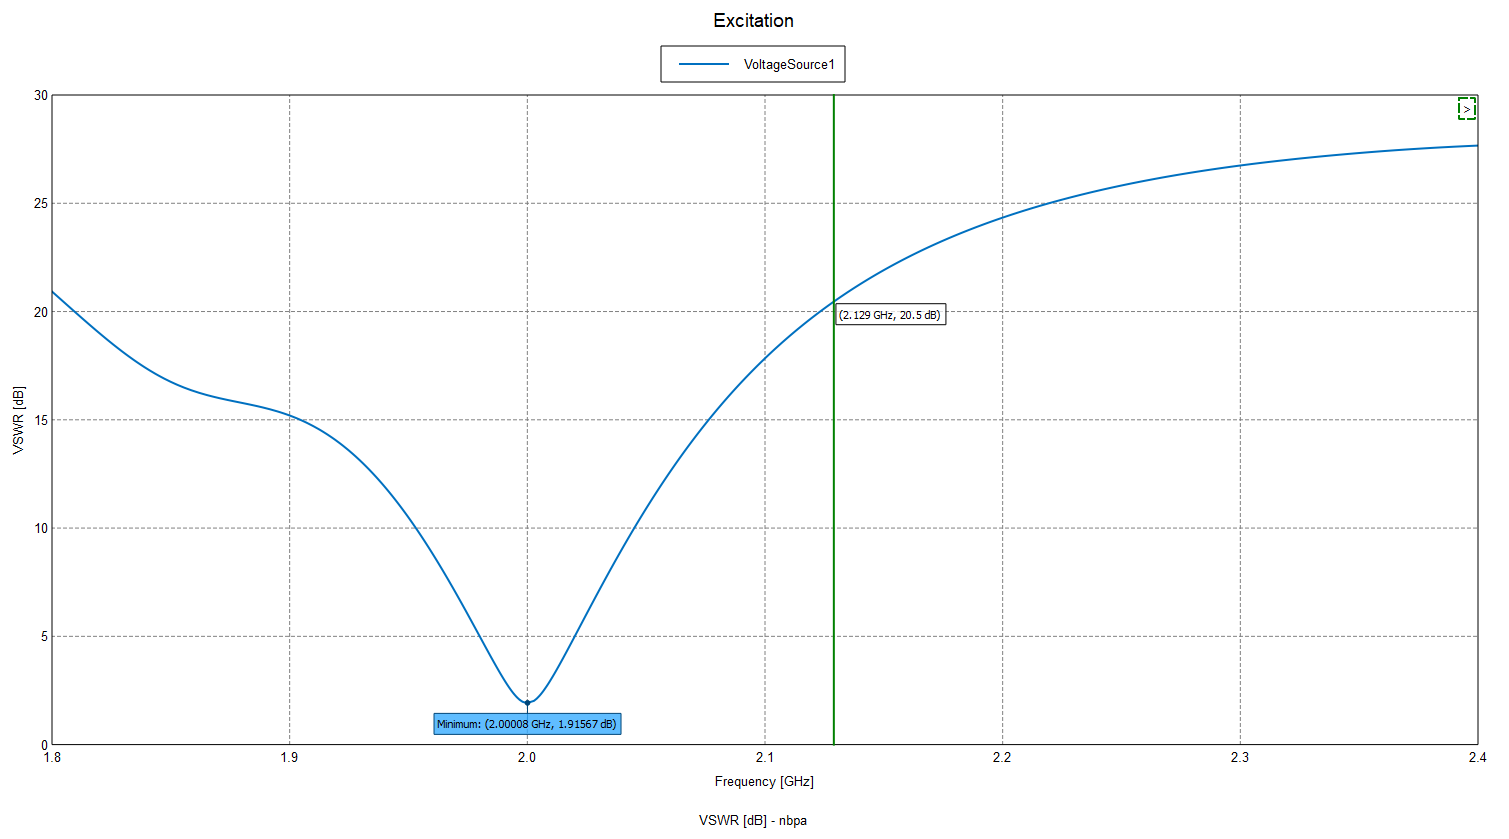 Excitation
VoltageSource1
30
>
25
20
(2.129 GHz, 20.5 dB)
VSWR [dB]
15
10
5
Minimum: (2.00008 GHz, 1.91567 dB)
0
1.8 1.9 2.0 2.1 2.2 2.3 2.4
Frequency [GHz]
VSWR [dB] - nbpa